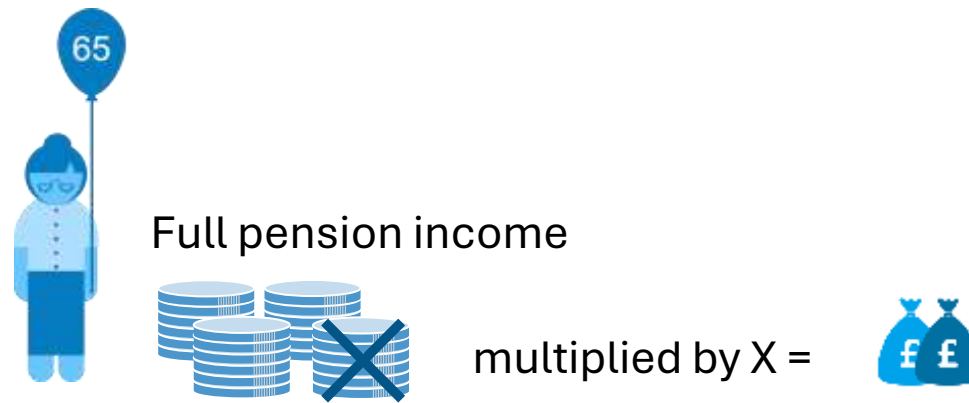 65
Full pension income
multiplied by X =
£ £